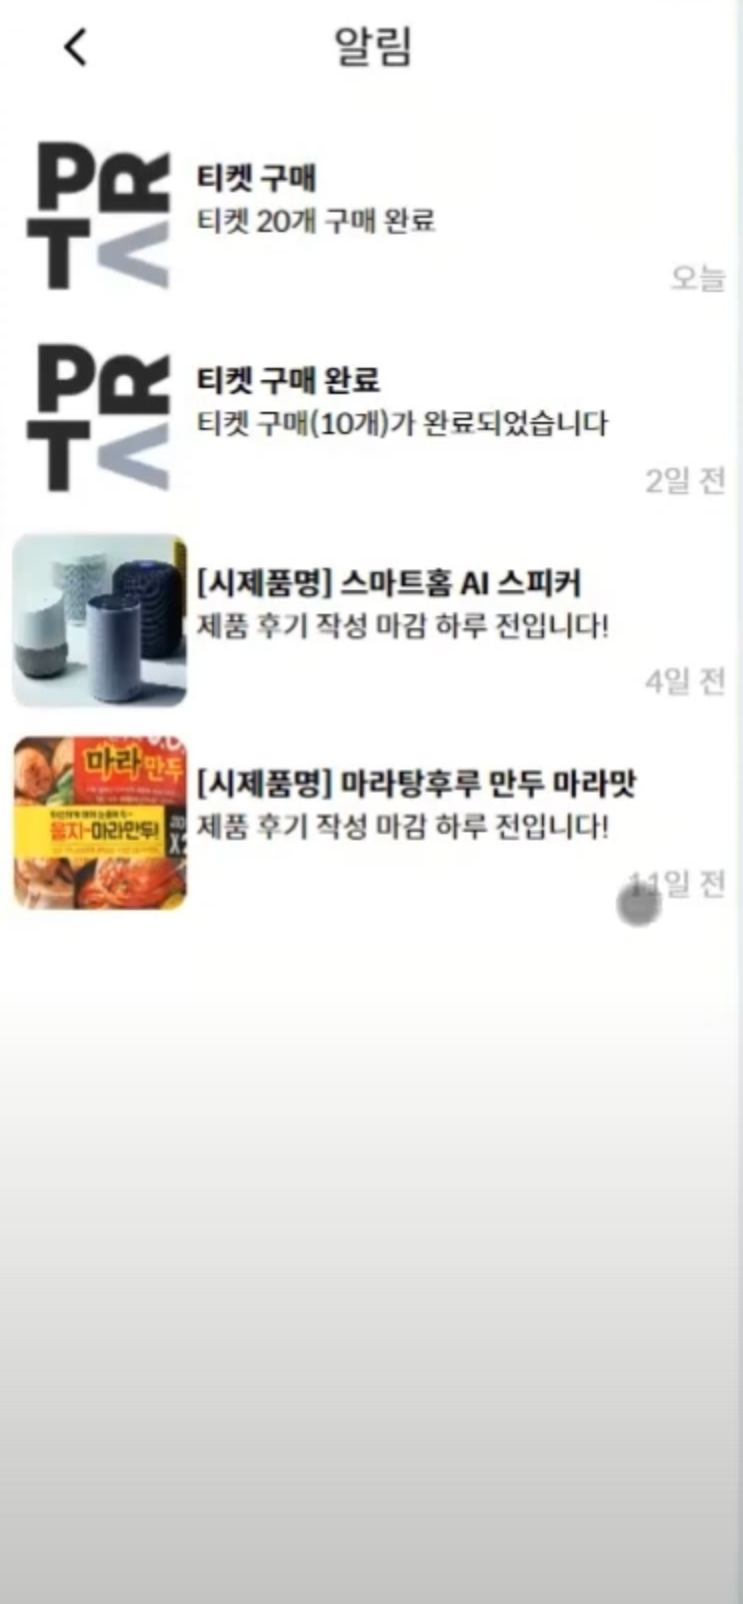 알림
PR
TV
티켓 구매
티켓 20개 구매 완료
오늘
PR
TV
티켓 구매 완료
티켓 구매(10개)가 완료되었습니다
2일 전
[시제품명] 스마트홈 AI 스피커
제품 후기 작성 마감 하루 전입니다!
4일 전
마라만두
을지-마라만두!
[시제품명] 마라탕후루 만두 마라맛
제품 후기 작성 마감 하루 전입니다!
11일 전